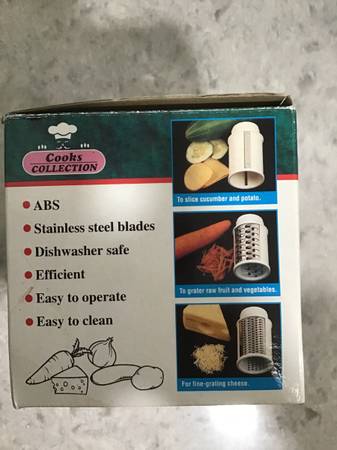 Cooks
COLLECTION
ABS
Stainless steel blades
Dishwasher safe
Efficient
Easy to operate
Easy to clean
To slice cucumber and potato.
To grater raw fruit and vegetables.
For fine-grating cheese.